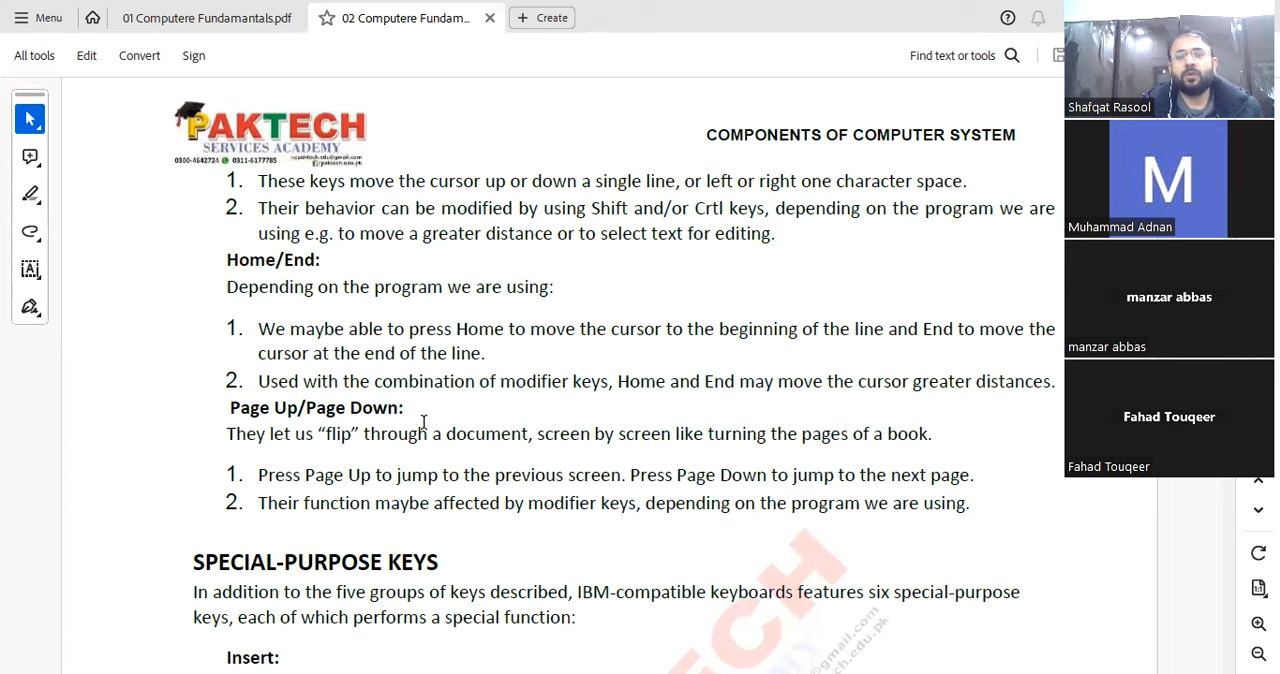 Menu
01 Computere Fundamantals.pdf
02 Computere Fundam...
Create
All tools
Edit
Convert
Sign
Find text or tools
PAKTECH
SERVICES ACADEMY
0300-4642724 0311-6177785
COMPONENTS OF COMPUTER SYSTEM
1. These keys move the cursor up or down a single line, or left or right one character space.
2. Their behavior can be modified by using Shift and/or Crtl keys, depending on the program we are
using e.g. to move a greater distance or to select text for editing.
Home/End:
Depending on the program we are using:
1. We maybe able to press Home to move the cursor to the beginning of the line and End to move the
cursor at the end of the line.
2. Used with the combination of modifier keys, Home and End may move the cursor greater distances.
Page Up/Page Down:
They let us “flip” through a document, screen by screen like turning the pages of a book.
1. Press Page Up to jump to the previous screen. Press Page Down to jump to the next page.
2. Their function maybe affected by modifier keys, depending on the program we are using.
SPECIAL-PURPOSE KEYS
In addition to the five groups of keys described, IBM-compatible keyboards features six special-purpose
keys, each of which performs a special function:
Insert:
Shafqat Rasool
M
Muhammad Adnan
manzar abbas
manzar abbas
Fahad Touqeer
Fahad Touqeer